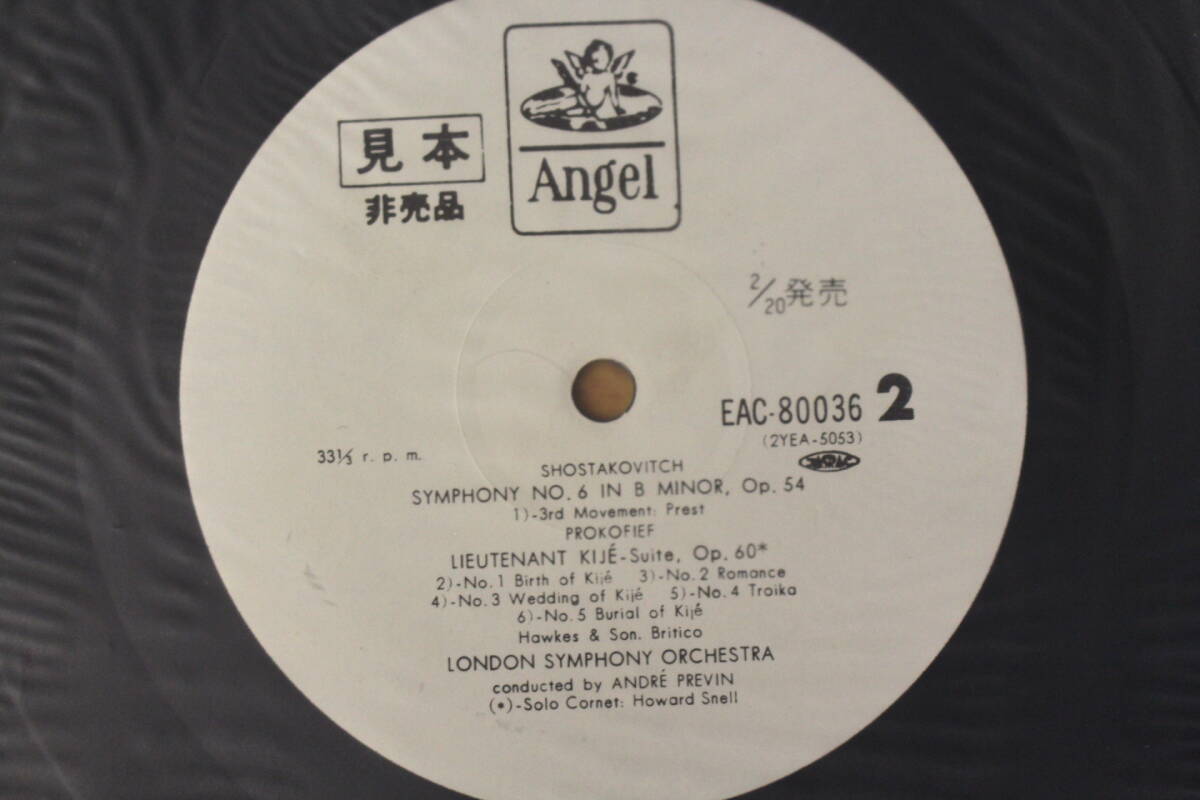 見本
非売品
Angel
2/20発売
EAC-80036 2
(2YEA-5053)
33⅓ r. p. m.
SHOSTAKOVITCH
SYMPHONY NO. 6 IN B MINOR, Op. 54
1)-3rd Movement: Prest
PROKOFIEF
LIEUTENANT KIJÉ-Suite, Op. 60*
2)-No. 1 Birth of Kijé 3)-No. 2 Romance
4)-No. 3 Wedding of Kijé 5)-No. 4 Troika
6)-No. 5 Burial of Kijé
Hawkes & Son. Britico
LONDON SYMPHONY ORCHESTRA
conducted by ANDRÉ PREVIN
(*)-Solo Cornet: Howard Snell